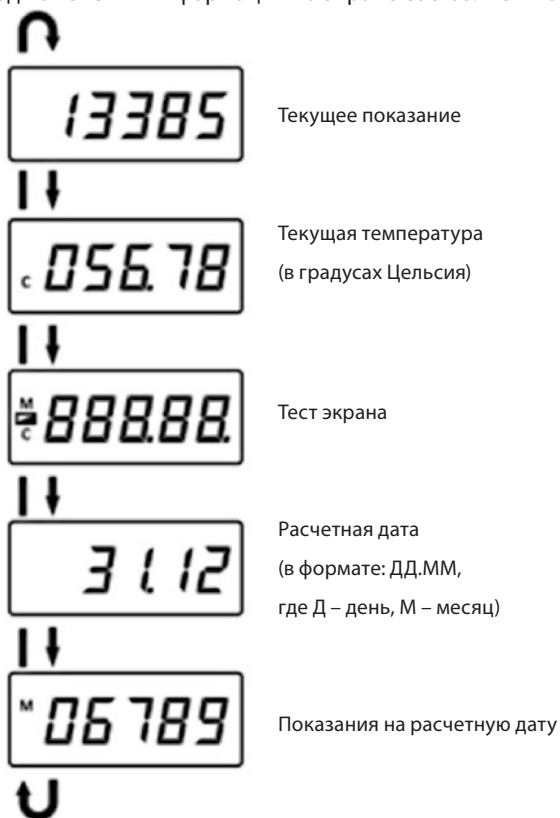 13385
Текущее показание
C 056.78
Текущая температура
(в градусах Цельсия)
M
C 888.88.
Тест экрана
31.12
Расчетная дата
(в формате: ДД.ММ,
где Д – день, М – месяц)
M 06789
Показания на расчетную дату